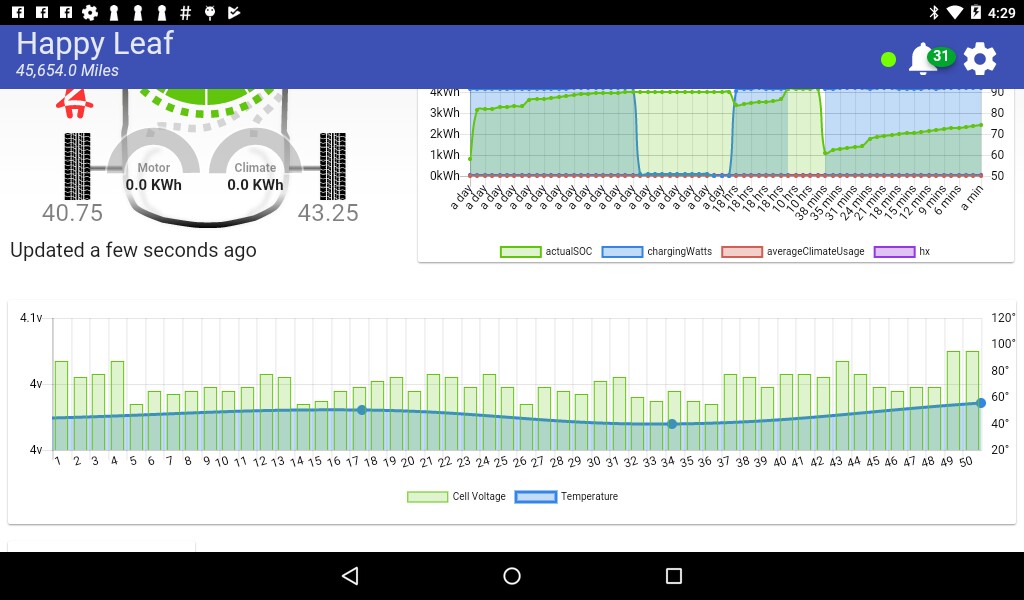 4:29
Happy Leaf
45,654.0 Miles
31
Motor
0.0 KWh
Climate
0.0 KWh
40.75
43.25
Updated a few seconds ago
4kWh
3kWh
2kWh
1kWh
0kWh
90
80
70
60
50
a day a day a day a day a day a day a day a day a day a day a day a day a day a day a day a day a day a day 18 hrs 18 hrs 18 hrs 18 hrs 10 hrs 10 hrs 38 mins 35 mins 31 mins 24 mins 21 mins 18 mins 15 mins 12 mins 9 mins 6 mins a min
actualSOC chargingWatts averageClimateUsage hx
4.1v
4v
4v
120°
100°
80°
60°
40°
20°
1 2 3 4 5 6 7 8 9 10 11 12 13 14 15 16 17 18 19 20 21 22 23 24 25 26 27 28 29 30 31 32 33 34 35 36 37 38 39 40 41 42 43 44 45 46 47 48 49 50
Cell Voltage Temperature